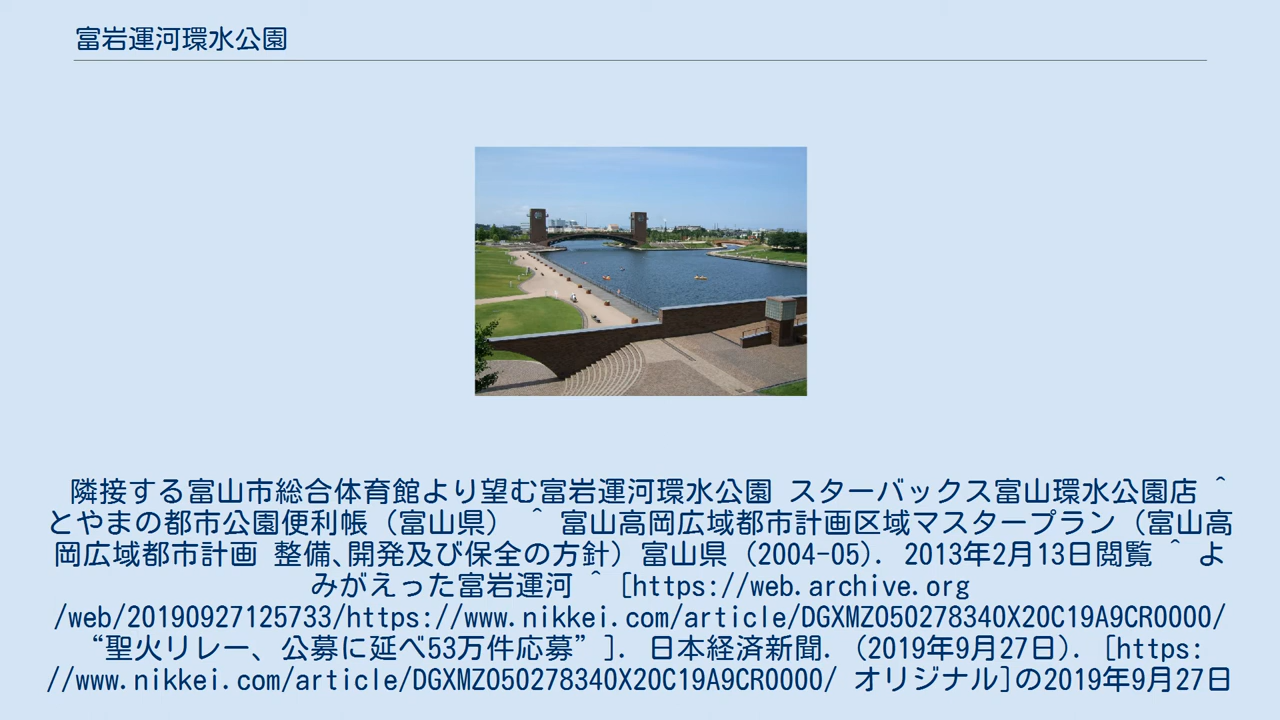 富岩運河環水公園
隣接する富山市総合体育館より望む富岩運河環水公園 スターバックス富山環水公園店 ^
とやまの都市公園便利帳（富山県） ^ 富山高岡広域都市計画区域マスタープラン（富山高
岡広域都市計画 整備､開発及び保全の方針）富山県（2004-05）. 2013年2月13日閲覧 ^ よ
みがえった富岩運河 ^ [https://web.archive.org
/web/20190927125733/https://www.nikkei.com/article/DGXMZO50278340X20C19A9CR0000/
“聖火リレー、公募に延べ53万件応募”]. 日本経済新聞. (2019年9月27日). [https:
//www.nikkei.com/article/DGXMZO50278340X20C19A9CR0000/ オリジナル]の2019年9月27日